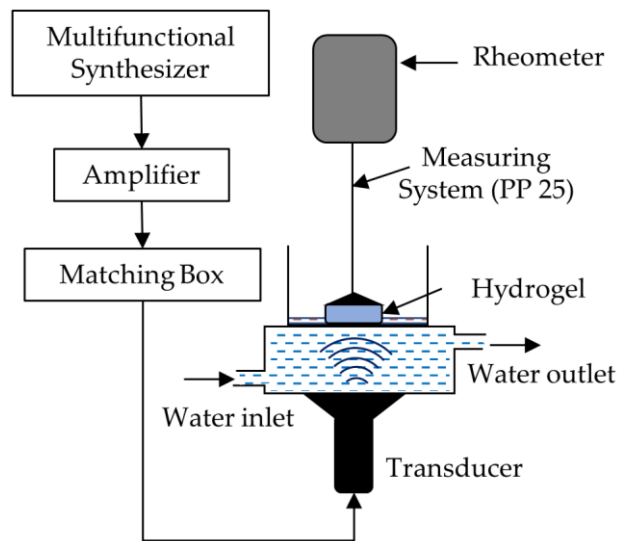 Multifunctional
Synthesizer
Amplifier
Matching Box
Rheometer
Measuring
System (PP 25)
Hydrogel
Water outlet
Water inlet
Transducer